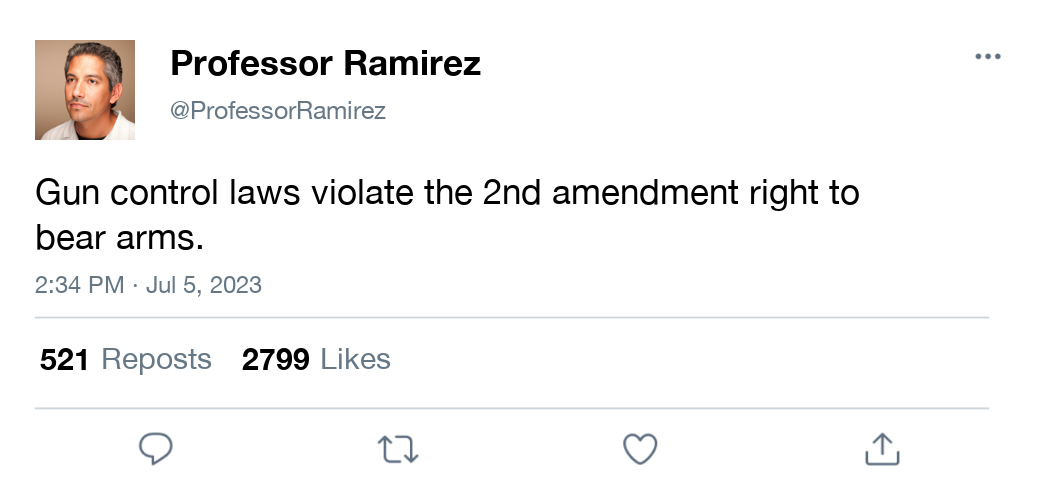 Professor Ramirez
@ProfessorRamirez
Gun control laws violate the 2nd amendment right to
bear arms.
2:34 PM · Jul 5, 2023
521 Reposts 2799 Likes